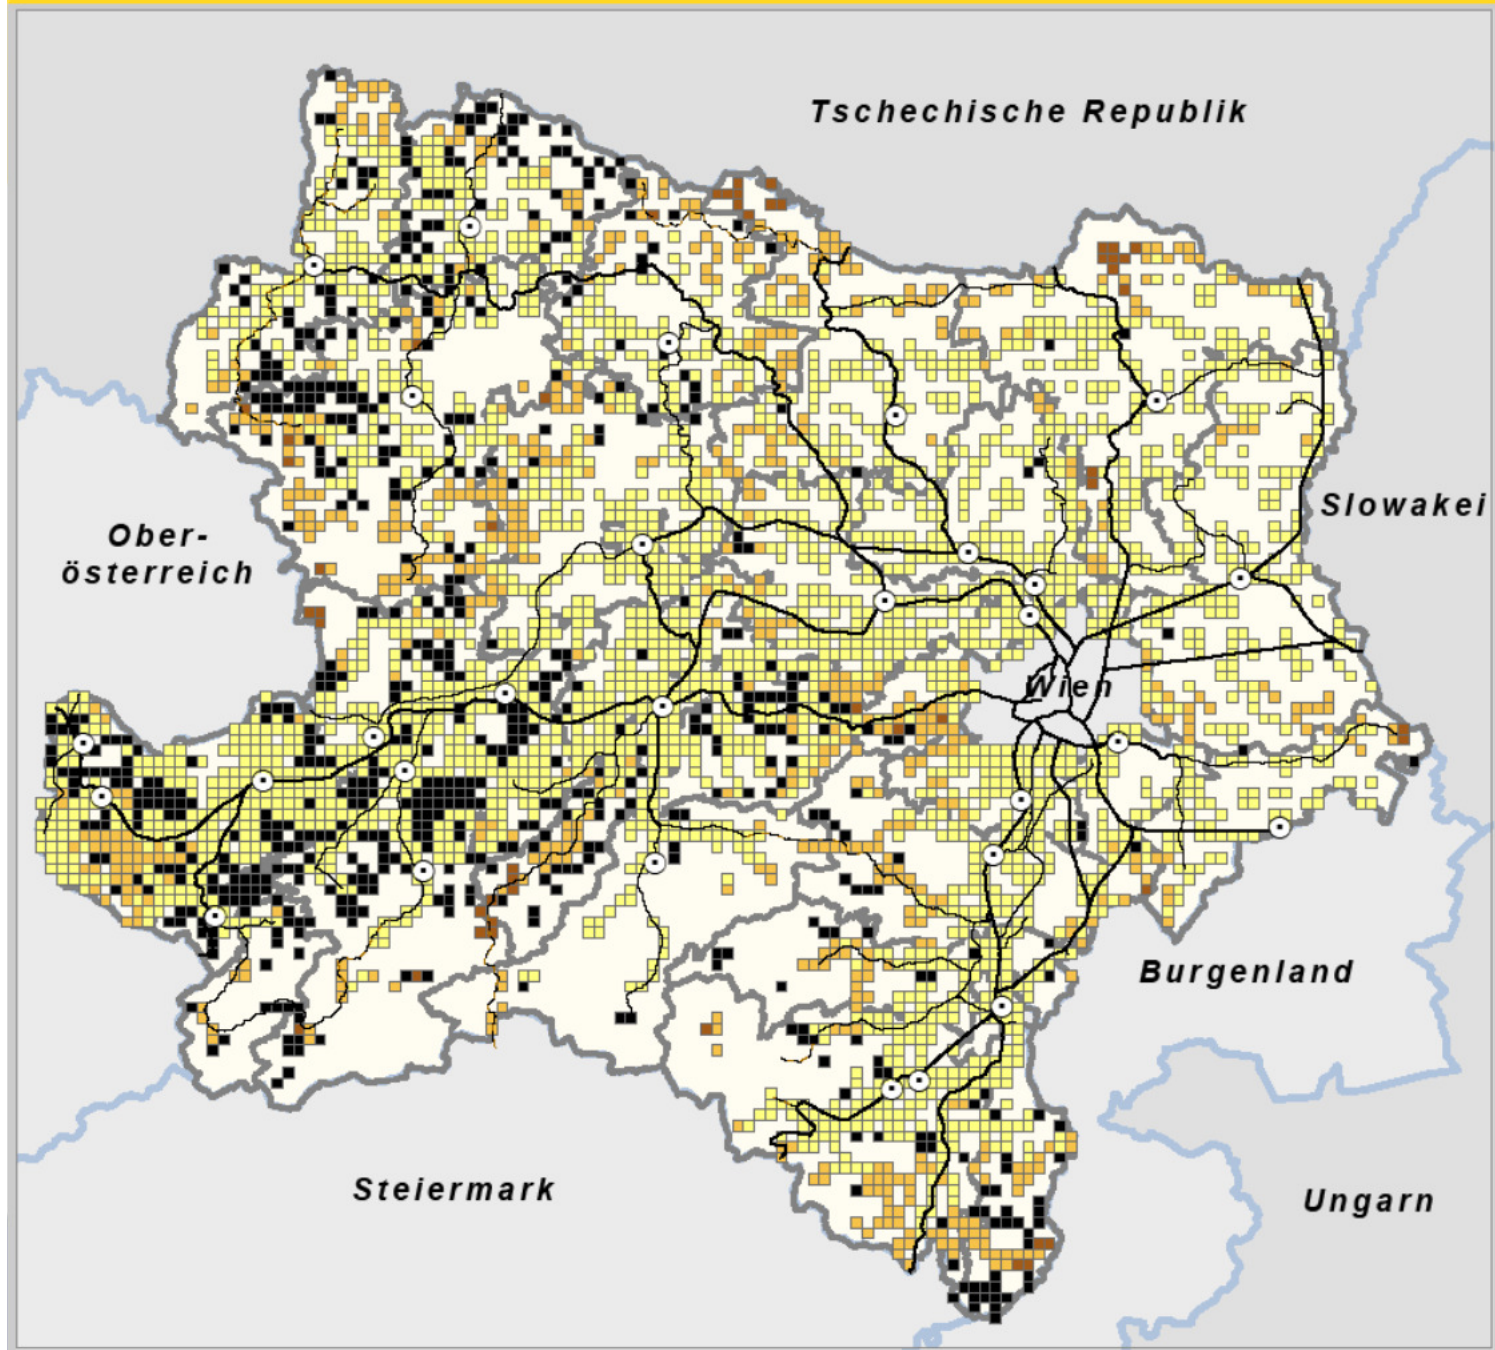 Tschechische Republik
Slowakei
Ober-
österreich
Wien
Burgenland
Steiermark
Ungarn